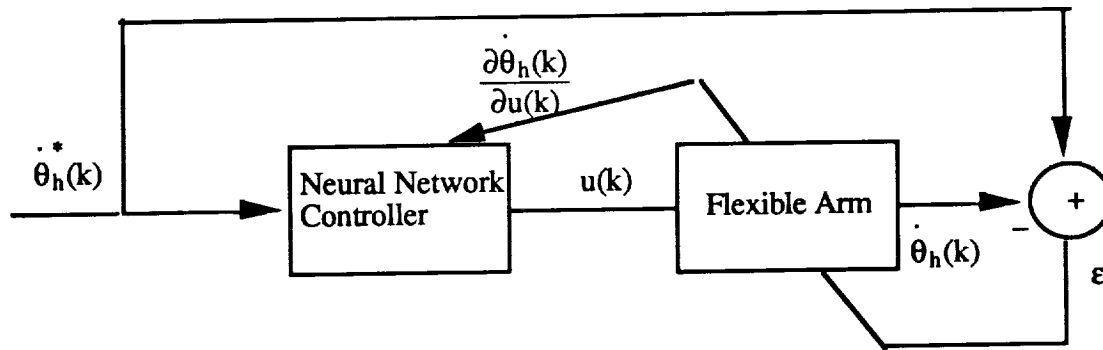 ∂θ̇h(k)
∂u(k)
θ̇*h(k)
Neural Network
Controller
u(k)
Flexible Arm
+
−
θ̇h(k)
ε